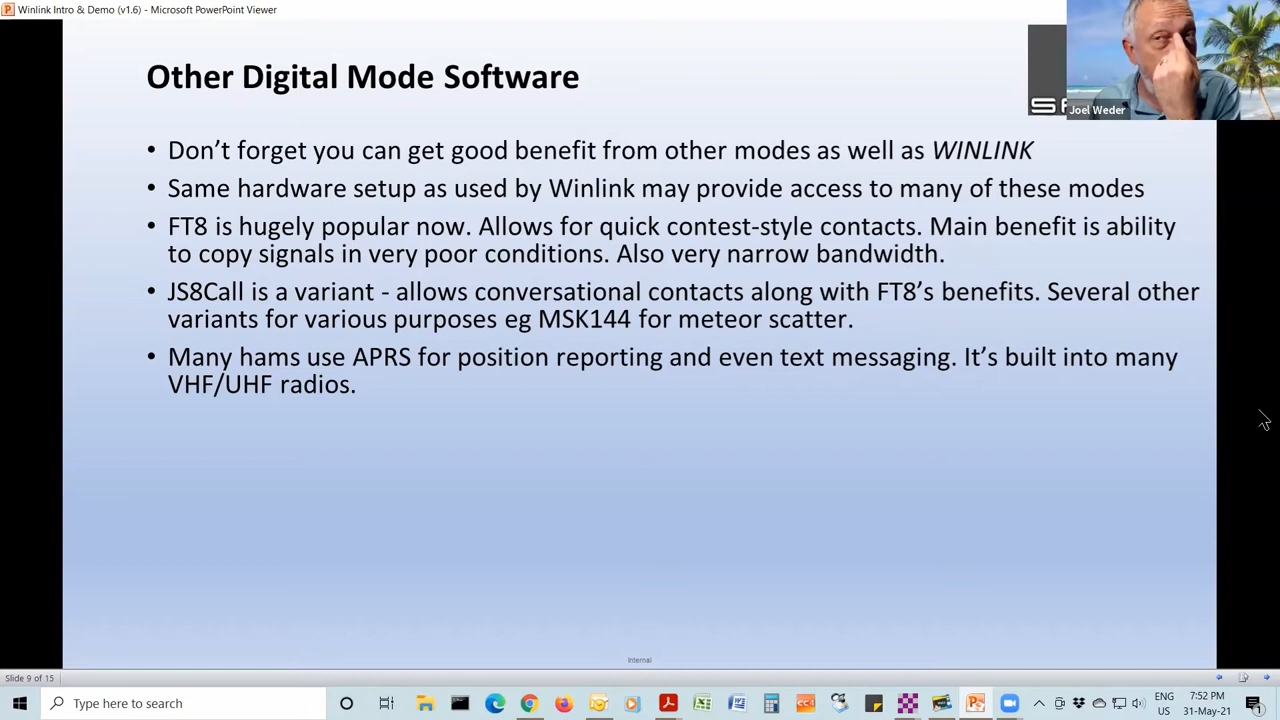 Winlink Intro & Demo (v1.6) - Microsoft PowerPoint Viewer
Other Digital Mode Software
Joel Weder
• Don’t forget you can get good benefit from other modes as well as WINLINK
• Same hardware setup as used by Winlink may provide access to many of these modes
• FT8 is hugely popular now. Allows for quick contest-style contacts. Main benefit is ability
to copy signals in very poor conditions. Also very narrow bandwidth.
• JS8Call is a variant - allows conversational contacts along with FT8’s benefits. Several other
variants for various purposes eg MSK144 for meteor scatter.
• Many hams use APRS for position reporting and even text messaging. It’s built into many
VHF/UHF radios.
Internal
Slide 9 of 15
Type here to search
ENG
US
7:52 PM
31-May-21